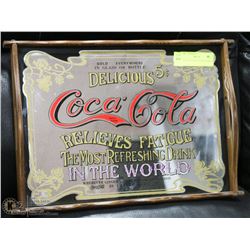 SOLD EVERYWHERE
IN GLASS OR BOTTLE
DELICIOUS 5¢
Coca-Cola
RELIEVES FATIGUE
THE MOST REFRESHING DRINK
IN THE WORLD